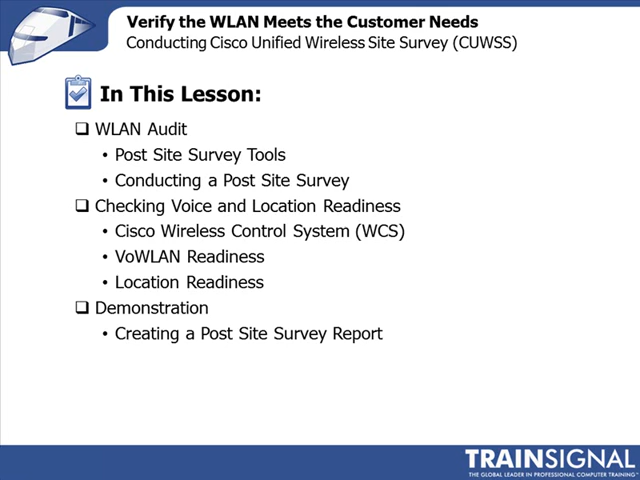 Verify the WLAN Meets the Customer Needs
Conducting Cisco Unified Wireless Site Survey (CUWSS)
In This Lesson:
❑ WLAN Audit
• Post Site Survey Tools
• Conducting a Post Site Survey
❑ Checking Voice and Location Readiness
• Cisco Wireless Control System (WCS)
• VoWLAN Readiness
• Location Readiness
❑ Demonstration
• Creating a Post Site Survey Report
TRAINSIGNAL
THE GLOBAL LEADER IN PROFESSIONAL COMPUTER TRAINING™